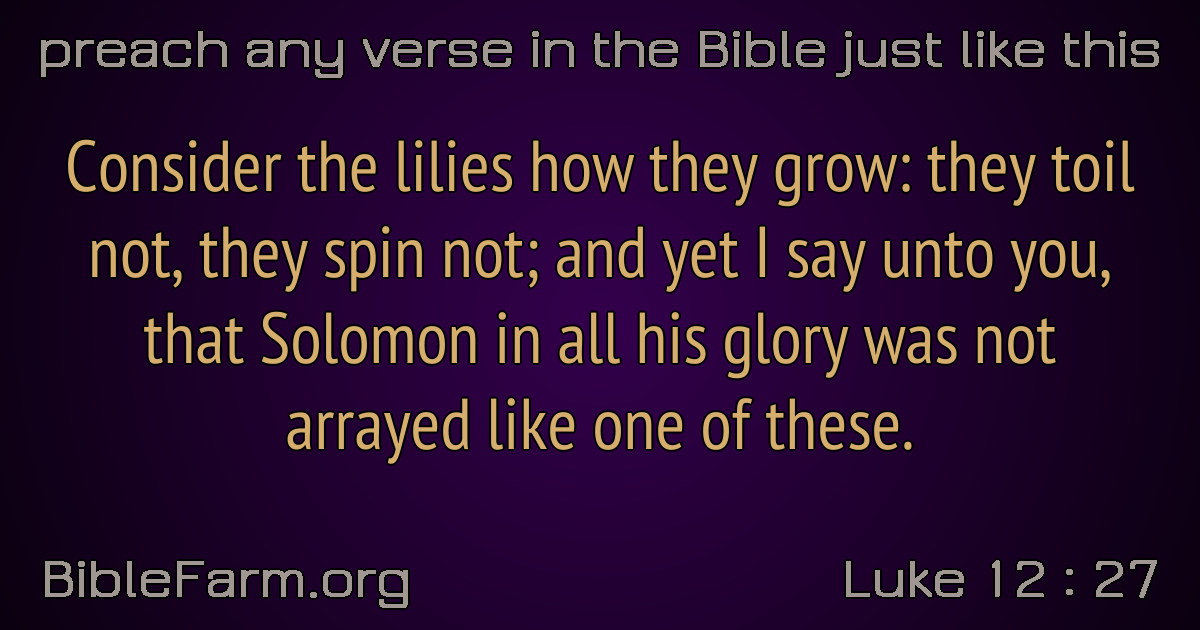 preach any verse in the Bible just like this
Consider the lilies how they grow: they toil
not, they spin not; and yet I say unto you,
that Solomon in all his glory was not
arrayed like one of these.
BibleFarm.org
Luke 12 : 27